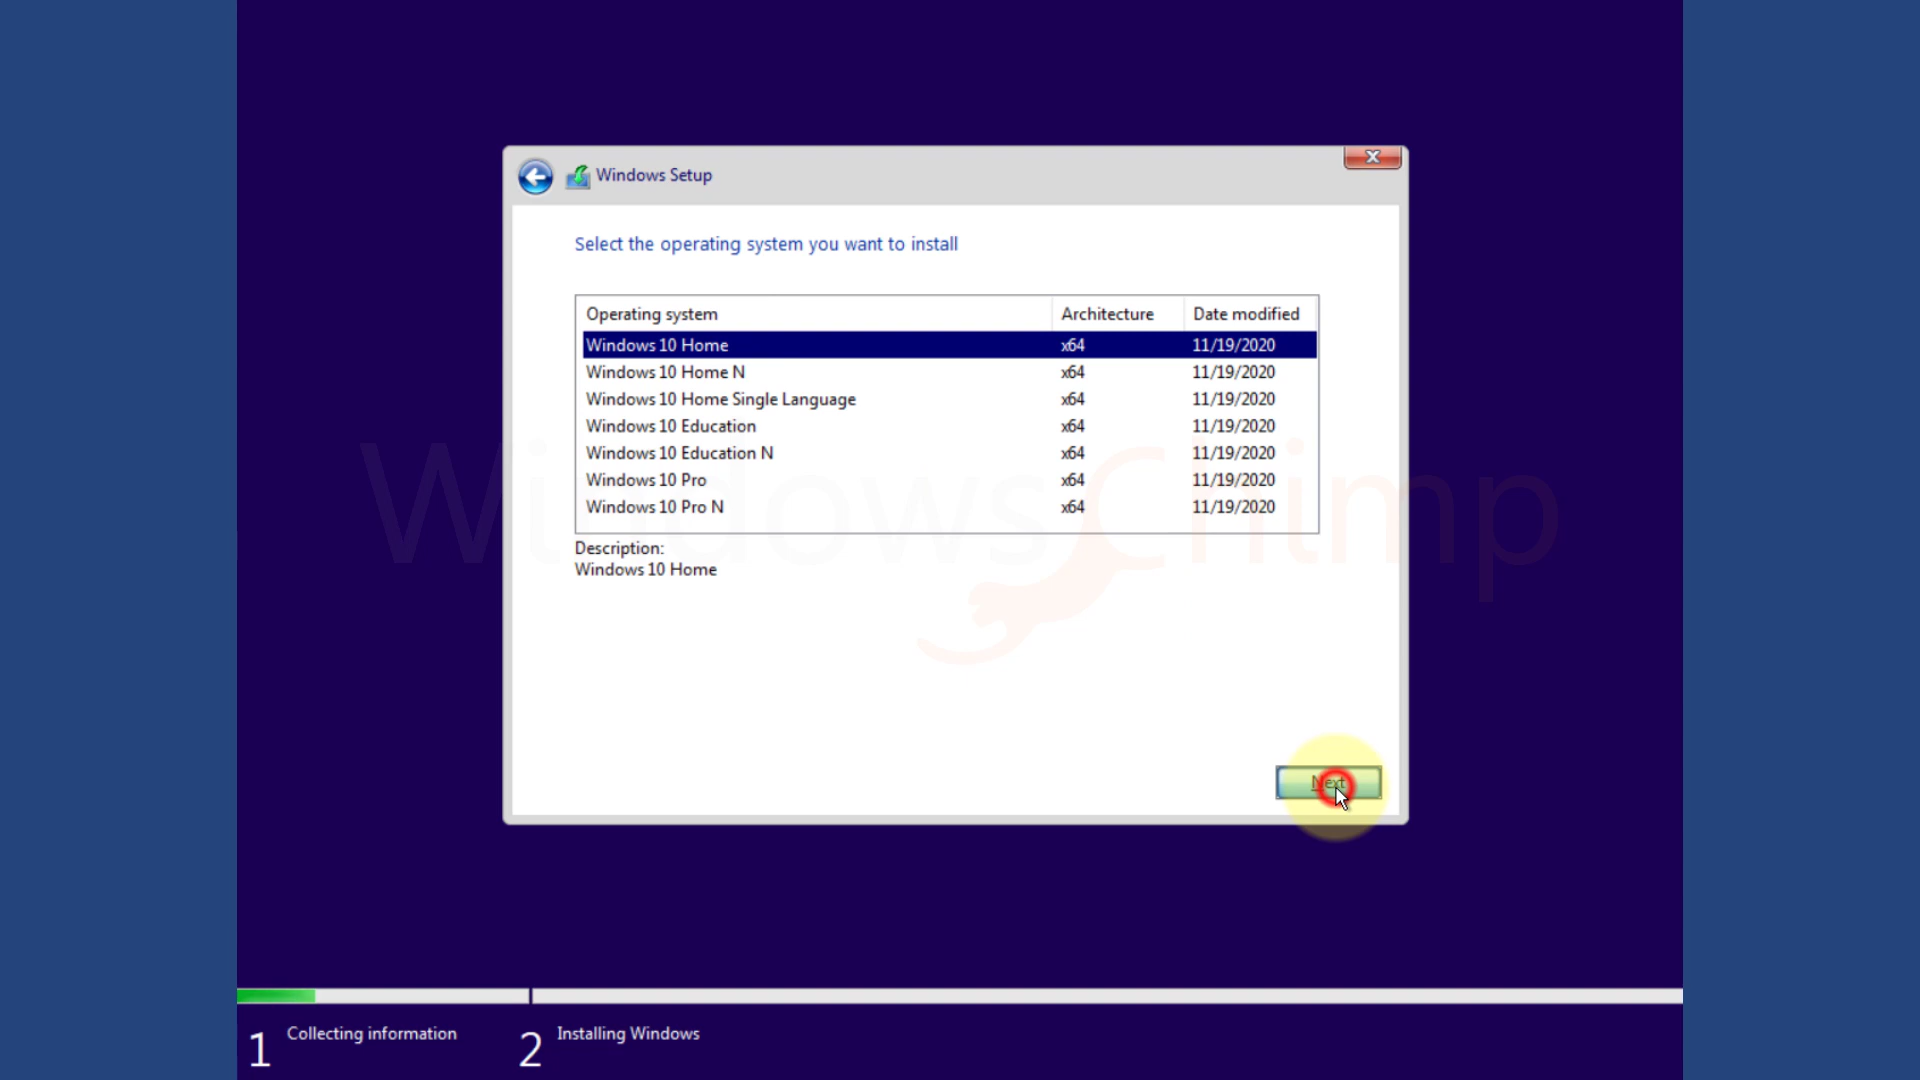 Windows Setup
Select the operating system you want to install
Operating system Architecture Date modified
Windows 10 Home x64 11/19/2020
Windows 10 Home N x64 11/19/2020
Windows 10 Home Single Language x64 11/19/2020
Windows 10 Education x64 11/19/2020
Windows 10 Education N x64 11/19/2020
Windows 10 Pro x64 11/19/2020
Windows 10 Pro N x64 11/19/2020
WindowsChimp
Description:
Windows 10 Home
Next
1 Collecting information 2 Installing Windows